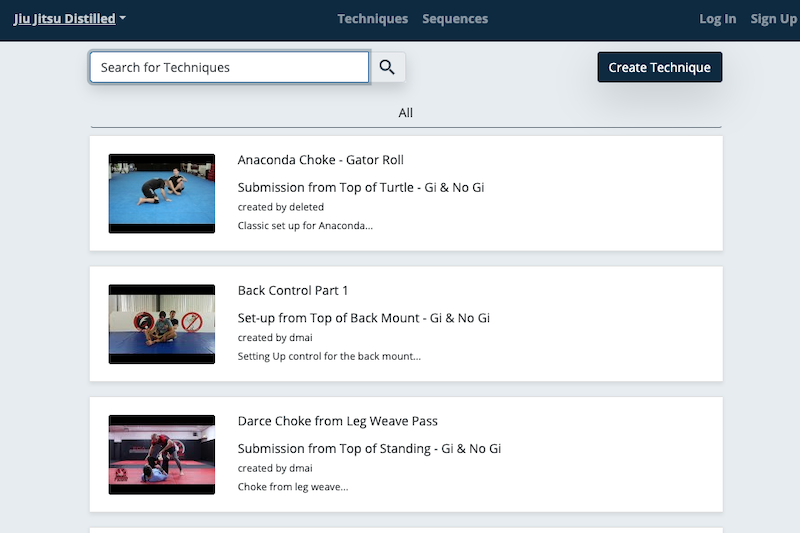 Jiu Jitsu Distilled
Techniques Sequences
Log In Sign Up
Search for Techniques
Create Technique
All
Anaconda Choke - Gator Roll
Submission from Top of Turtle - Gi & No Gi
created by deleted
Classic set up for Anaconda...
Back Control Part 1
Set-up from Top of Back Mount - Gi & No Gi
created by dmai
Setting Up control for the back mount...
Darce Choke from Leg Weave Pass
Submission from Top of Standing - Gi & No Gi
created by dmai
Choke from leg weave...